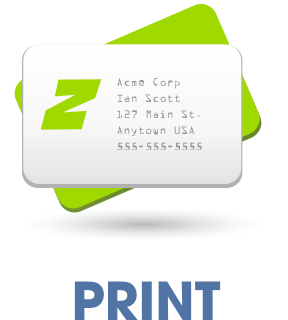 Z
Acme Corp
Ian Scott
127 Main St.
Anytown USA
555-555-5555
PRINT